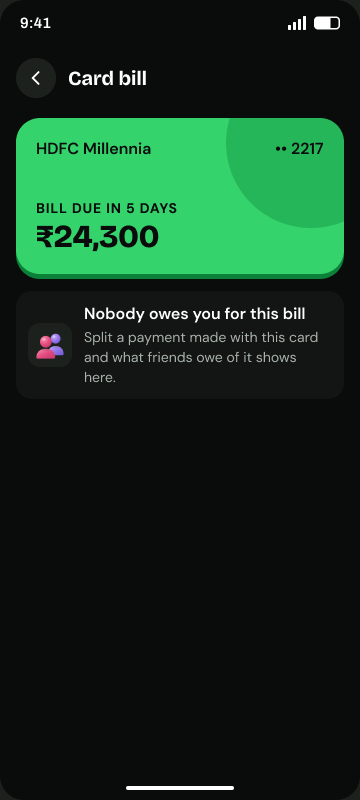 9:41
Card bill
HDFC Millennia
•• 2217
BILL DUE IN 5 DAYS
₹24,300
Nobody owes you for this bill
Split a payment made with this card
and what friends owe of it shows
here.